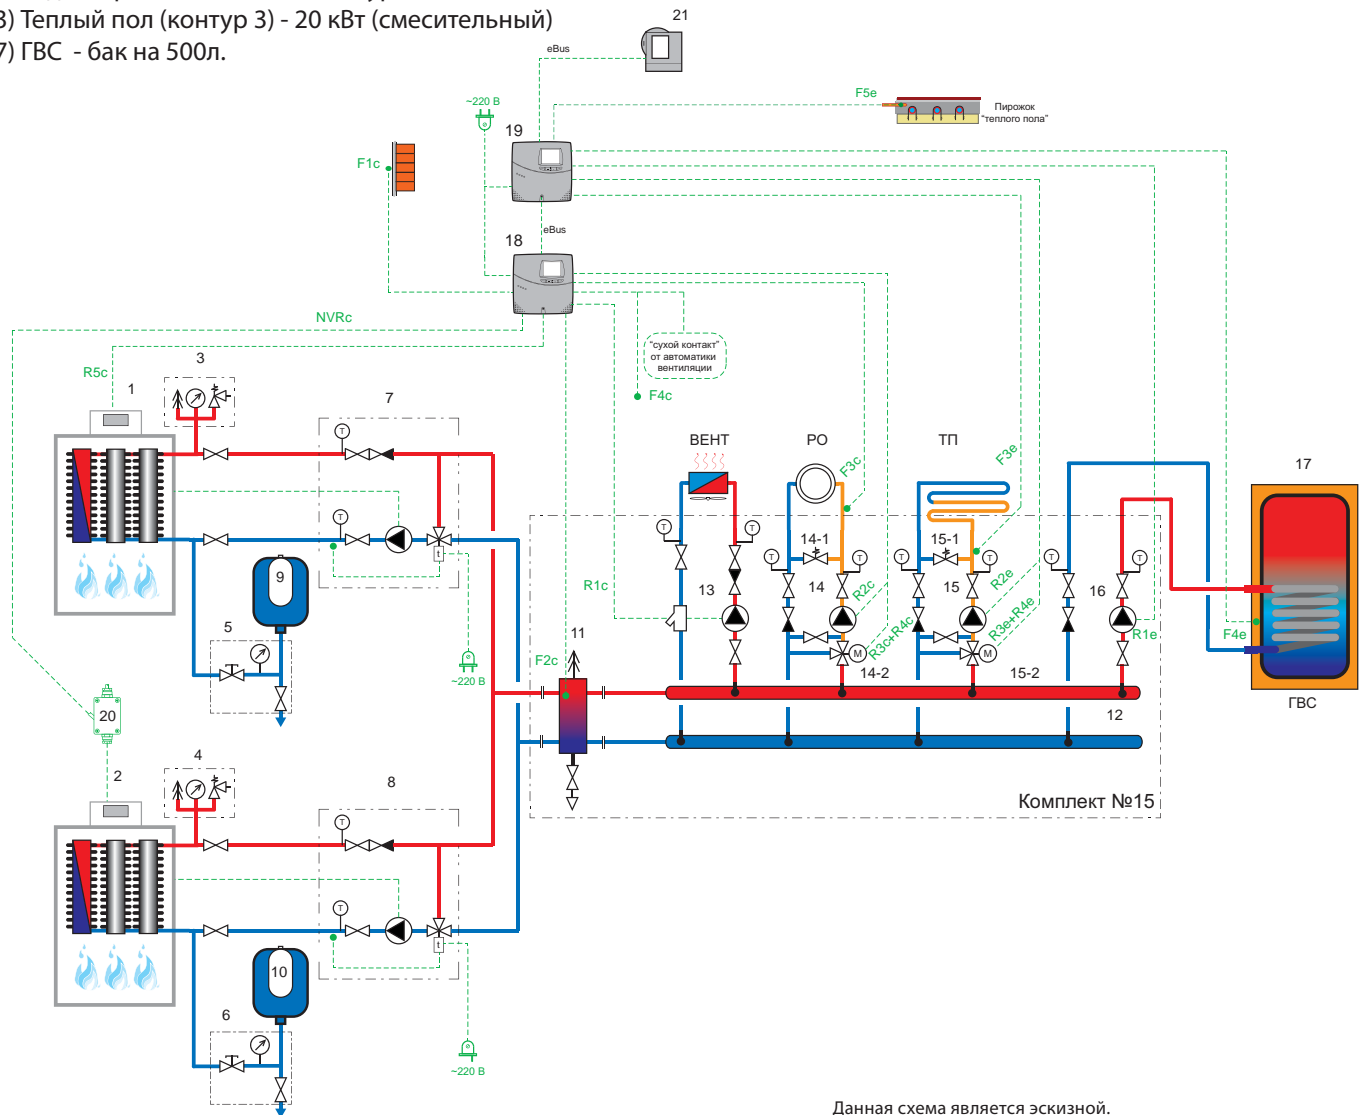 3) Теплый пол (контур 3) - 20 кВт (смесительный)
7) ГВС - бак на 500л.
21
eBus
~220 В
F5e
Пирожок
"теплого пола"
19
F1c
eBus
18
NVRc
"сухой контакт"
от автоматики
вентиляции
R5c
3
1
F4c
7
ВЕНТ
РО
ТП
F3c
F3e
17
T
T
T
T
14-1
15-1
T
T
T
T
T
T
9
R1c
13
14
R2c
15
R2e
16
R1e
F4e
5
R3c+R4c
R3e+R4e
M
M
t
11
F2c
~220 В
14-2
15-2
ГВС
20
12
4
2
8
Комплект №15
T
T
10
t
6
~220 В
Данная схема является эскизной.